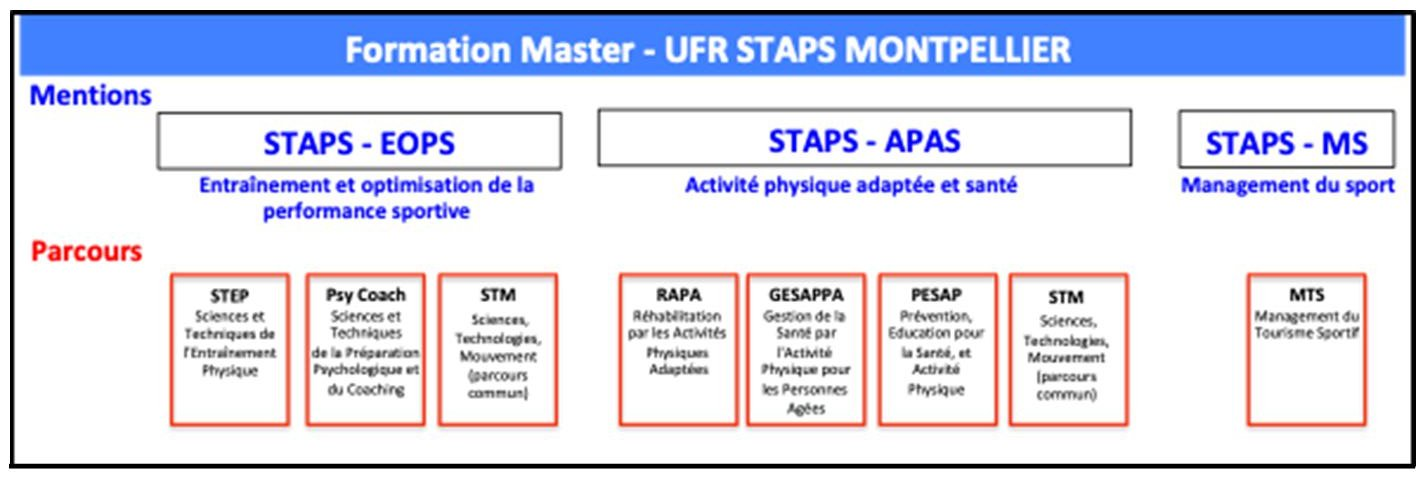 Formation Master - UFR STAPS MONTPELLIER
Mentions
STAPS - EOPS
Entraînement et optimisation de la
performance sportive
STAPS - APAS
Activité physique adaptée et santé
STAPS - MS
Management du sport
Parcours
STEP
Sciences et
Techniques de
l'Entraînement
Physique
Psy Coach
Sciences et
Techniques
de la Préparation
Psychologique et
du Coaching
STM
Sciences,
Technologies,
Mouvement
(parcours
commun)
RAPA
Réhabilitation
par les Activités
Physiques
Adaptées
GESAPPA
Gestion de la
Santé par
l'Activité
Physique pour
les Personnes
Agées
PESAP
Prévention,
Education pour
la Santé, et
Activité
Physique
STM
Sciences,
Technologies,
Mouvement
(parcours
commun)
MTS
Management du
Tourisme Sportif